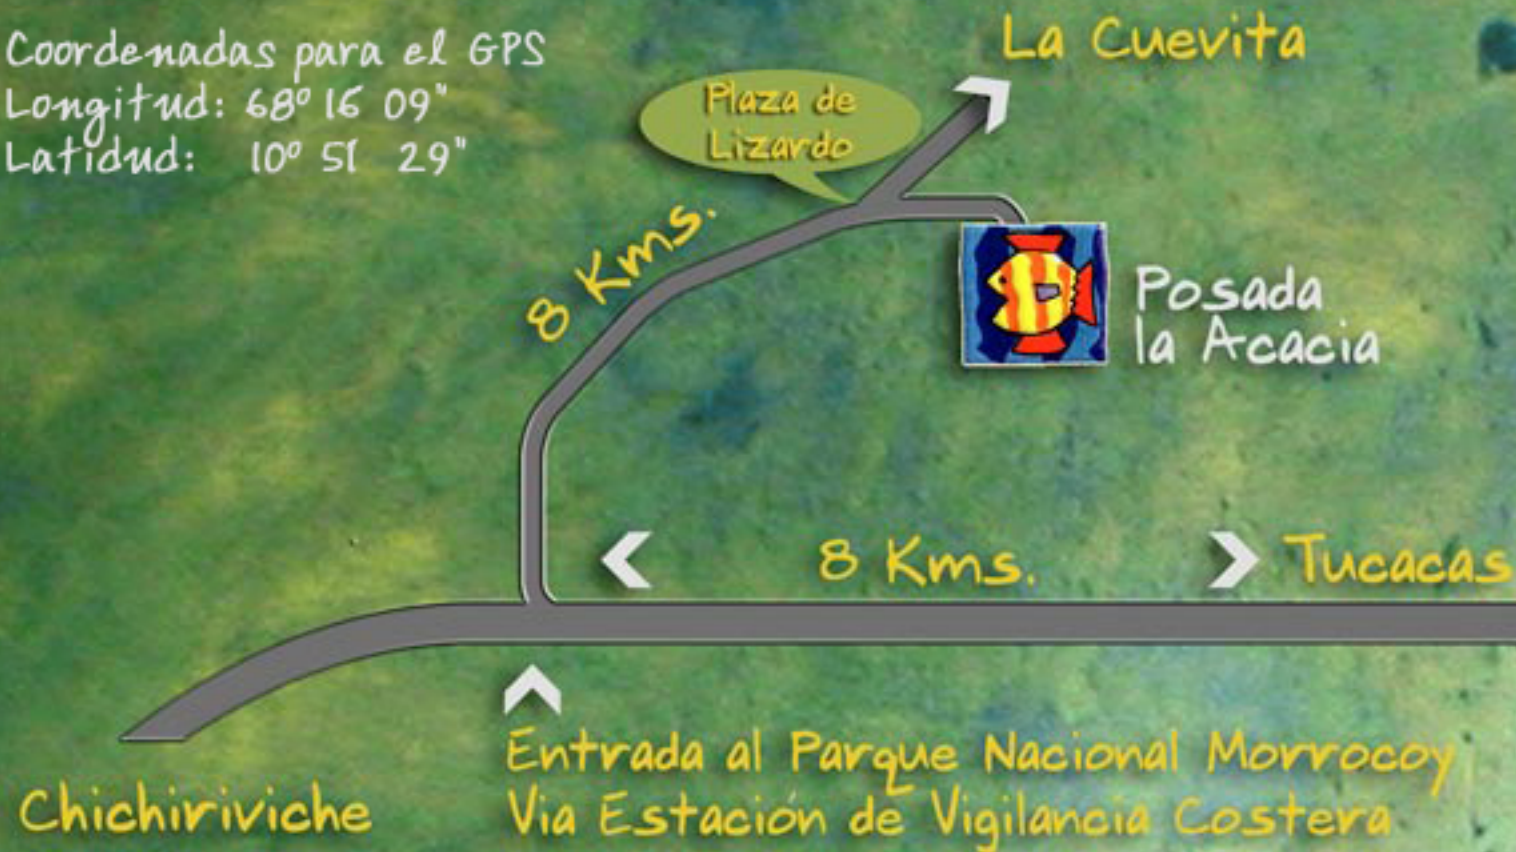 Coordenadas para el GPS
Longitud: 68º 16 09"
Latidud: 10º 51 29"
La Cuevita
Plaza de
Lizardo
8 Kms.
Posada
la Acacia
8 Kms.
Tucacas
Entrada al Parque Nacional Morrocoy
Via Estación de Vigilancia Costera
Chichiriviche